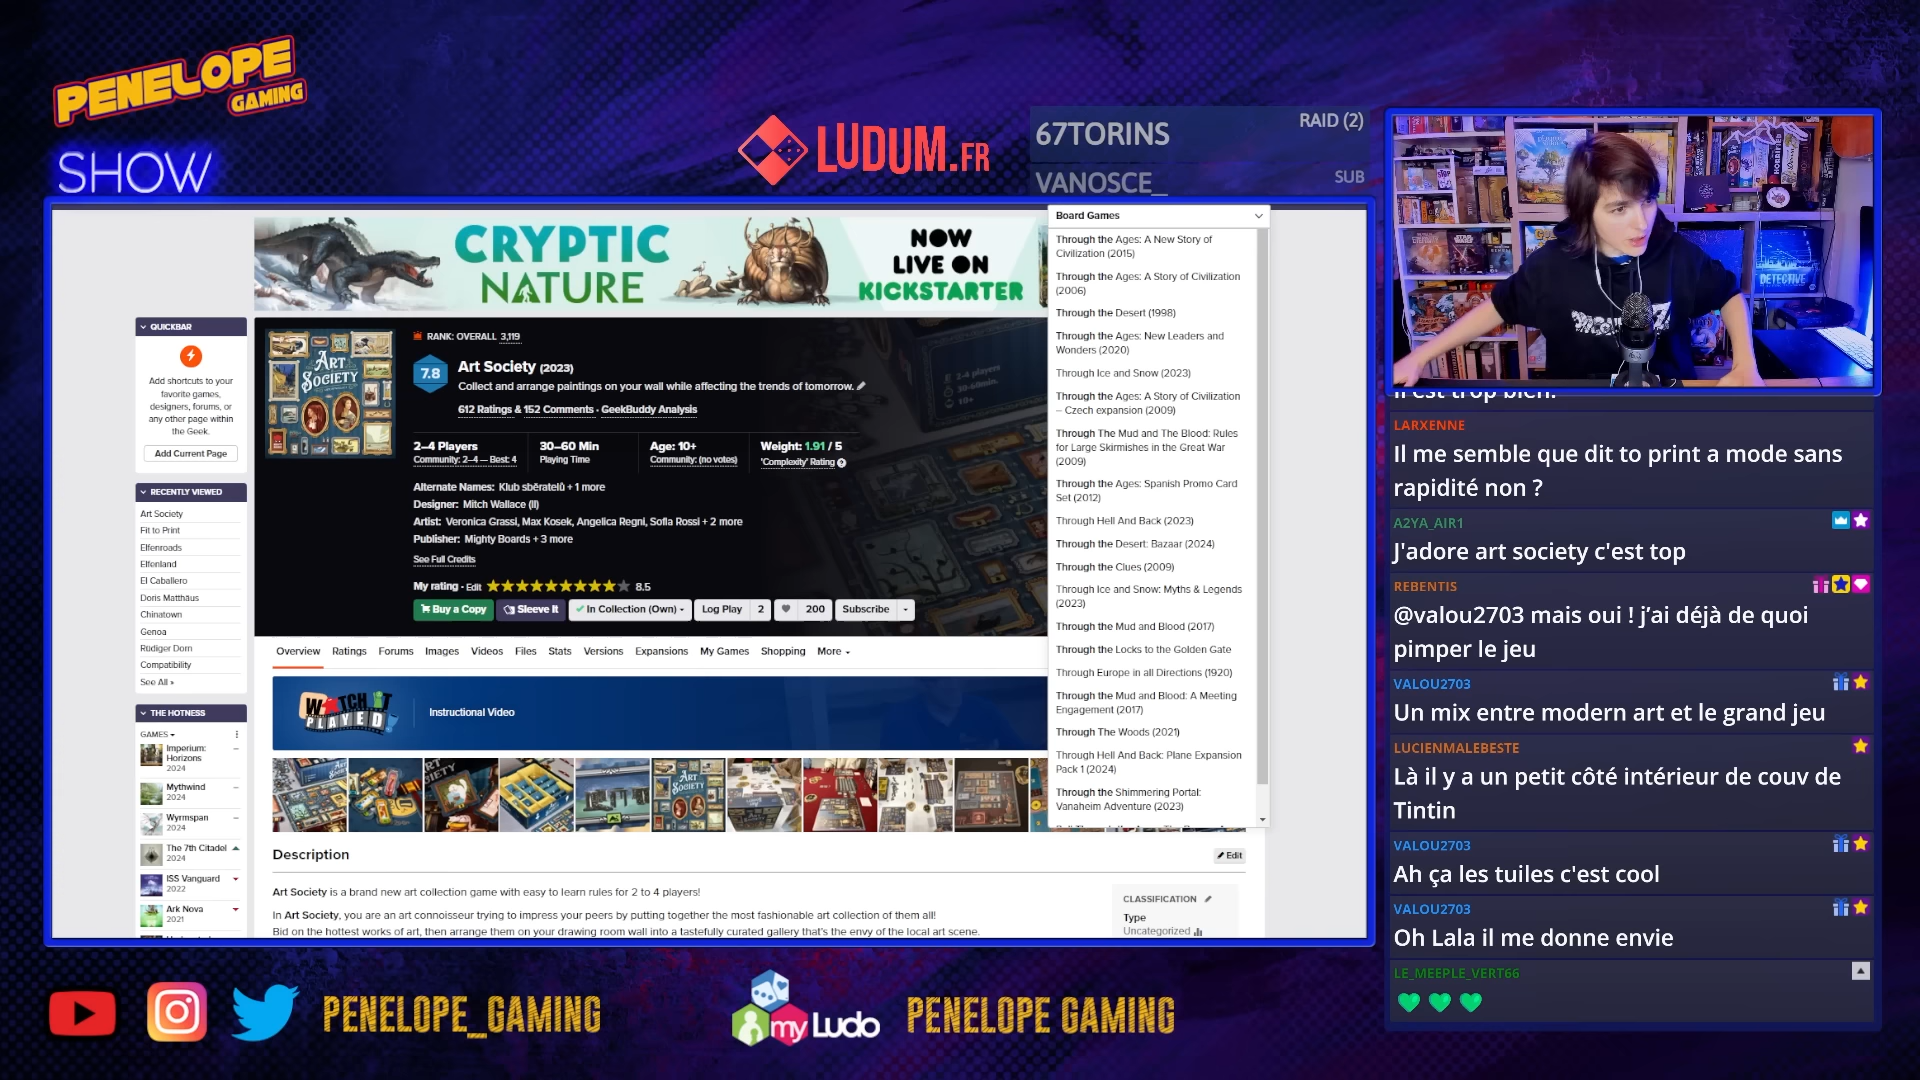 PENELOPE
GAMING
SHOW
LUDUM.FR
67TORINS
RAID (2)
VANOSCE_
SUB
CRYPTIC
NATURE
NOW
LIVE ON
KICKSTARTER
Board Games
Through the Ages: A New Story of
Civilization (2015)
Through the Ages: A Story of Civilization
(2006)
Through the Desert (1998)
Through the Ages: New Leaders and
Wonders (2020)
Through Ice and Snow (2023)
Through the Ages: A Story of Civilization
– Czech expansion (2009)
Through The Mud and The Blood: Rules
for Large Skirmishes in the Great War
(2009)
Through the Ages: Spanish Promo Card
Set (2012)
Through Hell And Back (2023)
Through the Desert: Bazaar (2024)
Through the Clues (2009)
Through Ice and Snow: Myths & Legends
(2023)
Through the Mud and Blood (2017)
Through the Locks to the Golden Gate
Through Europe in all Directions (1920)
Through the Mud and Blood: A Meeting
Engagement (2017)
Through The Woods (2021)
Through Hell And Back: Plane Expansion
Pack 1 (2024)
Through the Shimmering Portal:
Vanaheim Adventure (2023)
QUICKBAR
Add shortcuts to your
favorite games,
designers, forums, or
any other page within
the Geek.
Add Current Page
RECENTLY VIEWED
Art Society
Fit to Print
Elfenroads
Elfenland
El Caballero
Doris Matthäus
Chinatown
Genoa
Rüdiger Dorn
Compatibility
See All »
THE HOTNESS
GAMES
Imperium:
Horizons
2024
Mythwind
2024
Wyrmspan
2024
The 7th Citadel
2024
ISS Vanguard
2022
Ark Nova
2021
ART
SOCIETY
RANK: OVERALL 3,119
7.8
Art Society (2023)
Collect and arrange paintings on your wall while affecting the trends of tomorrow.
612 Ratings & 152 Comments · GeekBuddy Analysis
2–4 Players
Community: 2–4 — Best: 4
30–60 Min
Playing Time
Age: 10+
Community: (no votes)
Weight: 1.91 / 5
'Complexity' Rating
Alternate Names: Klub sběratelů + 1 more
Designer: Mitch Wallace (II)
Artist: Veronica Grassi, Max Kosek, Angelica Regni, Sofia Rossi + 2 more
Publisher: Mighty Boards + 3 more
See Full Credits
My rating · Edit
8.5
Buy a Copy
Sleeve It
In Collection (Own)
Log Play
2
200
Subscribe
Overview
Ratings
Forums
Images
Videos
Files
Stats
Versions
Expansions
My Games
Shopping
More
WATCH IT
PLAYED
Instructional Video
ART
SOCIETY
Description
Edit
Art Society is a brand new art collection game with easy to learn rules for 2 to 4 players!
In Art Society, you are an art connoisseur trying to impress your peers by putting together the most fashionable art collection of them all!
Bid on the hottest works of art, then arrange them on your drawing room wall into a tastefully curated gallery that's the envy of the local art scene.
CLASSIFICATION
Type
Uncategorized
DETECTIVE
il est trop bien.
LARXENNE
Il me semble que dit to print a mode sans
rapidité non ?
A2YA_AIR1
J'adore art society c'est top
REBENTIS
@valou2703 mais oui ! j'ai déjà de quoi
pimper le jeu
VALOU2703
Un mix entre modern art et le grand jeu
LUCIENMALEBESTE
Là il y a un petit côté intérieur de couv de
Tintin
VALOU2703
Ah ça les tuiles c'est cool
VALOU2703
Oh Lala il me donne envie
LE_MEEPLE_VERT66
PENELOPE_GAMING
myLudo
PENELOPE GAMING